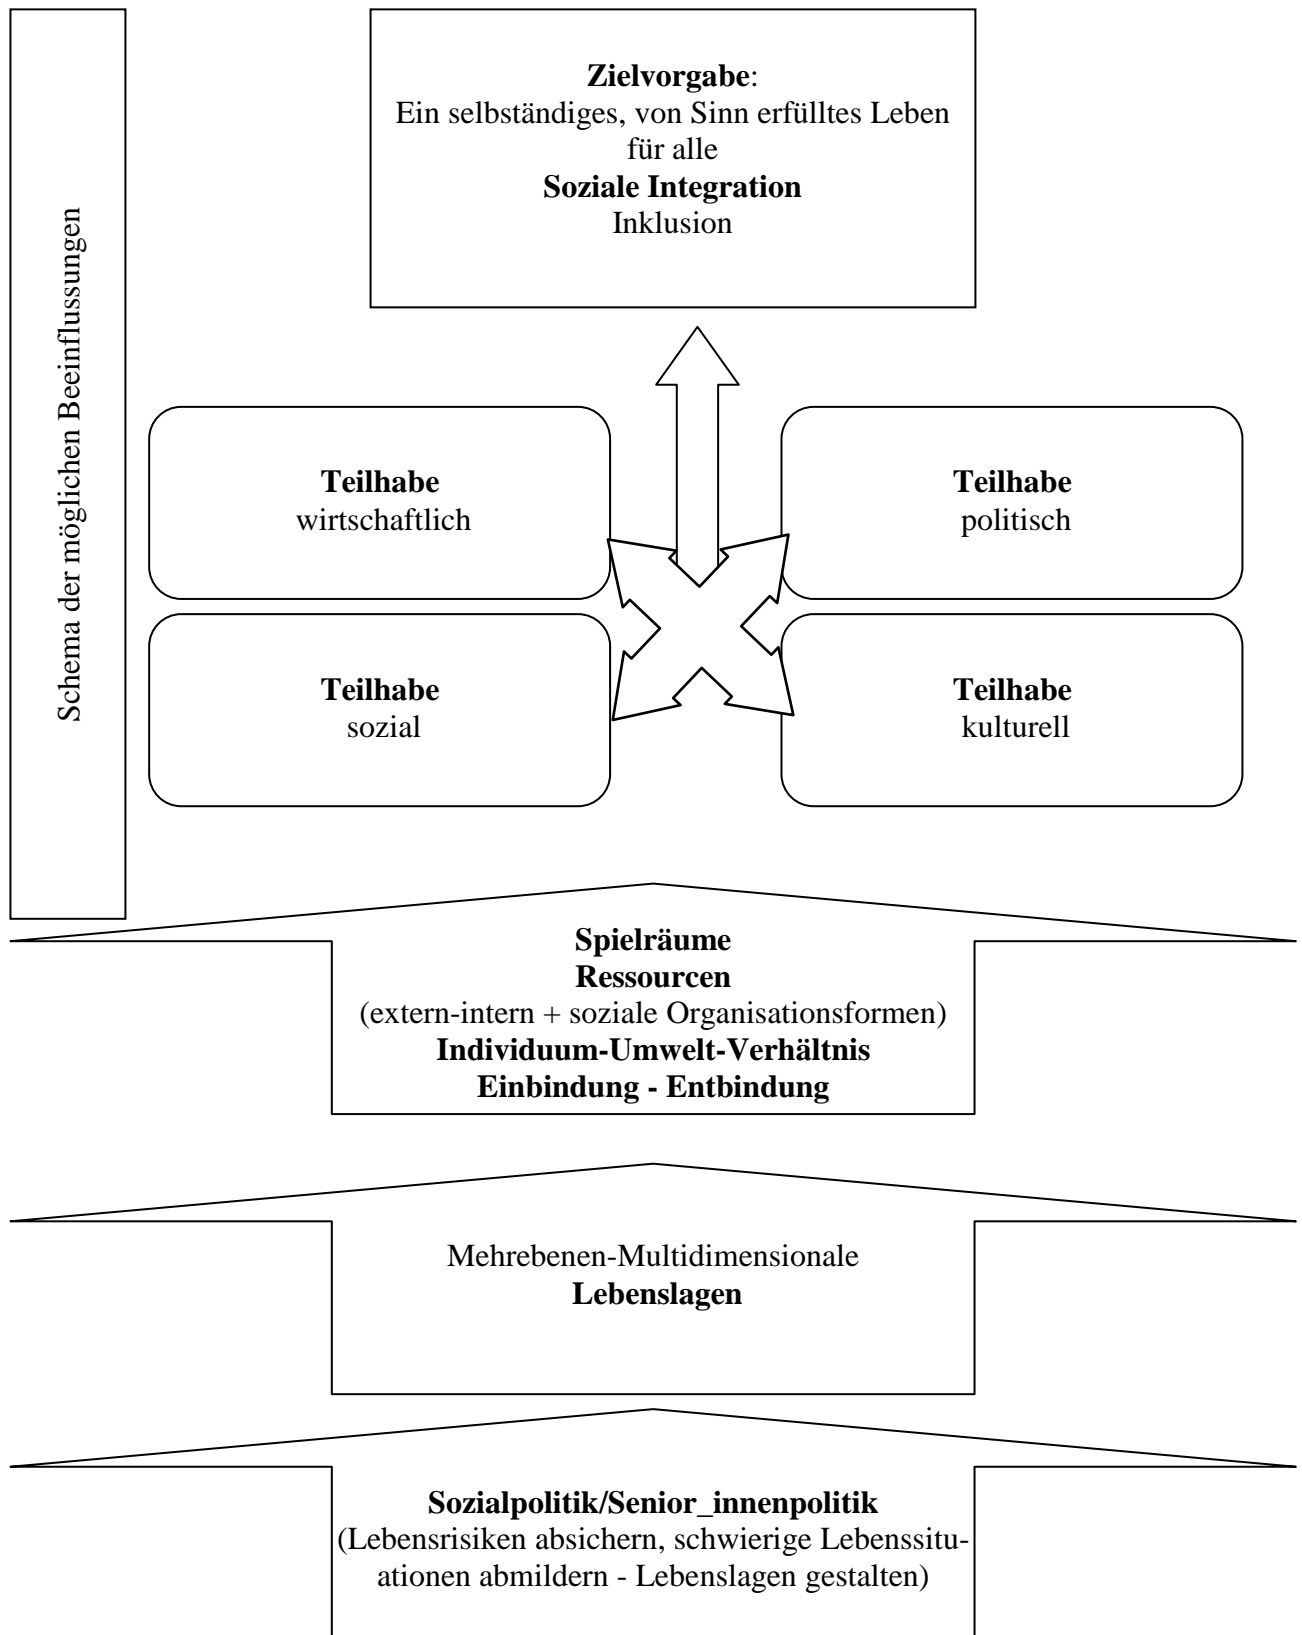 Schema der möglichen Beeinflussungen
Zielvorgabe:
Ein selbständiges, von Sinn erfülltes Leben
für alle
Soziale Integration
Inklusion
Teilhabe
wirtschaftlich
Teilhabe
politisch
Teilhabe
sozial
Teilhabe
kulturell
Spielräume
Ressourcen
(extern-intern + soziale Organisationsformen)
Individuum-Umwelt-Verhältnis
Einbindung - Entbindung
Mehrebenen-Multidimensionale
Lebenslagen
Sozialpolitik/Senior_innenpolitik
(Lebensrisiken absichern, schwierige Lebenssitu-
ationen abmildern - Lebenslagen gestalten)